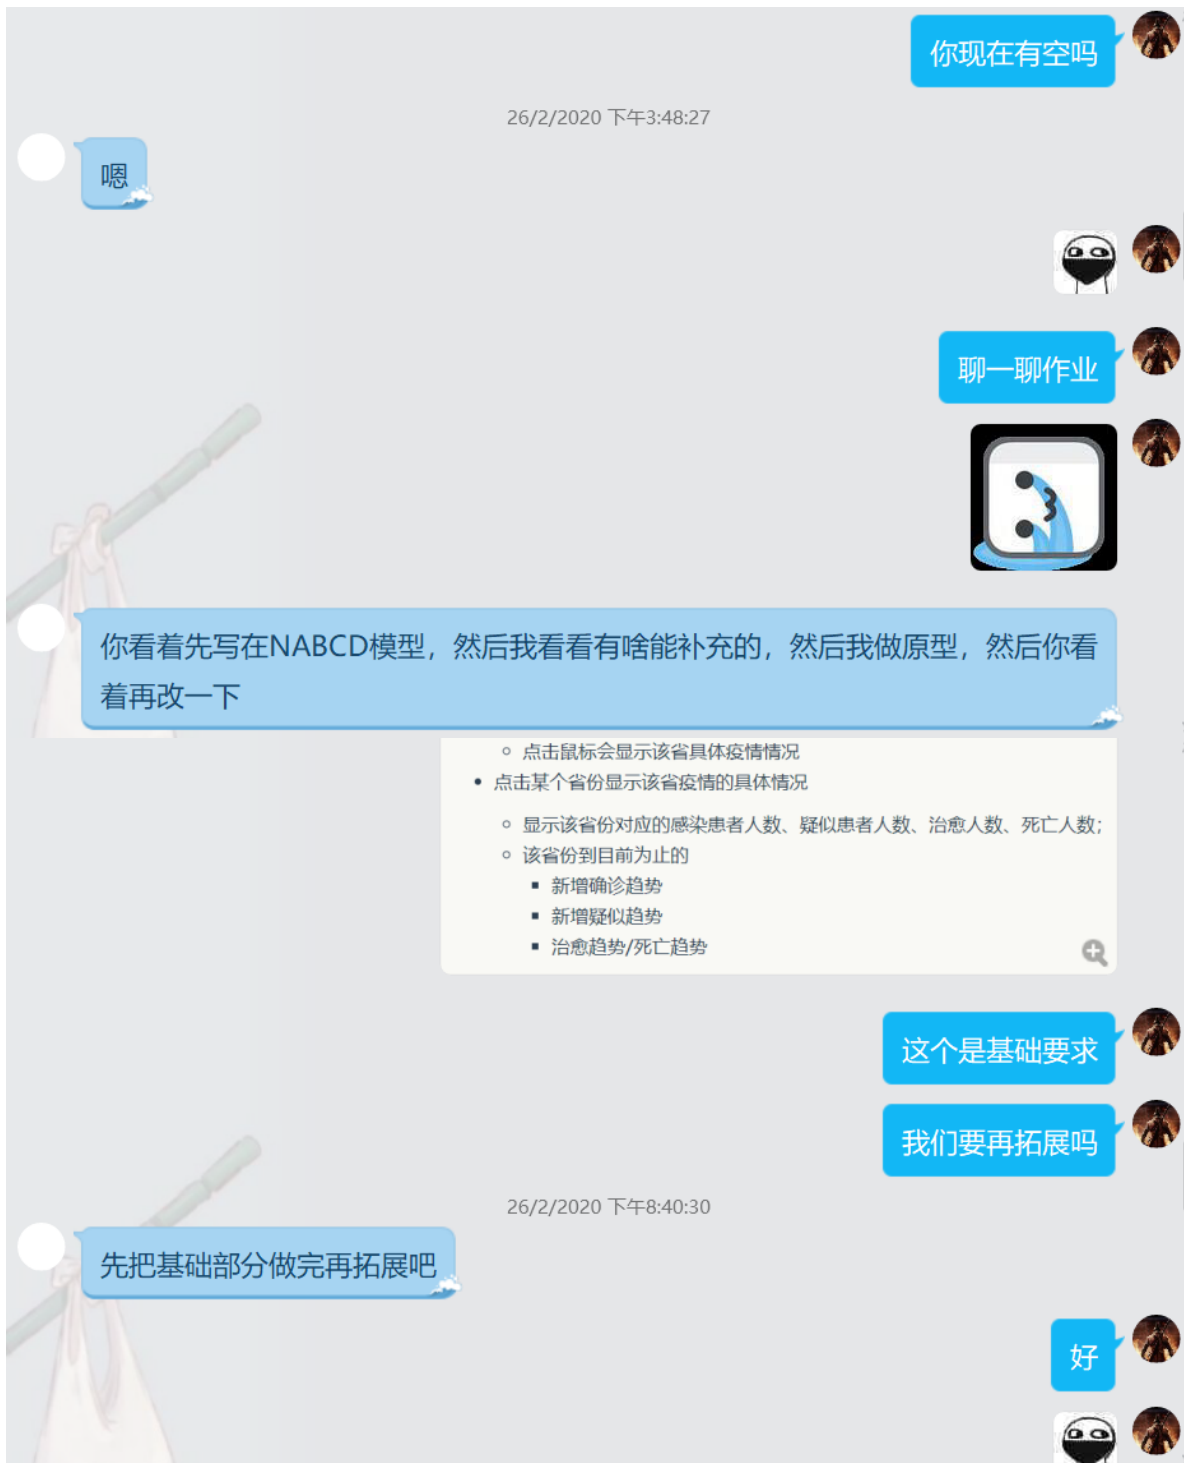 你现在有空吗
26/2/2020 下午3:48:27
嗯
聊一聊作业
你看着先写在NABCD模型，然后我看看有啥能补充的，然后我做原型，然后你看
着再改一下
点击鼠标会显示该省具体疫情情况
点击某个省份显示该省疫情的具体情况
显示该省份对应的感染患者人数、疑似患者人数、治愈人数、死亡人数；
该省份到目前为止的
新增确诊趋势
新增疑似趋势
治愈趋势/死亡趋势
这个是基础要求
我们要再拓展吗
26/2/2020 下午8:40:30
先把基础部分做完再拓展吧
好